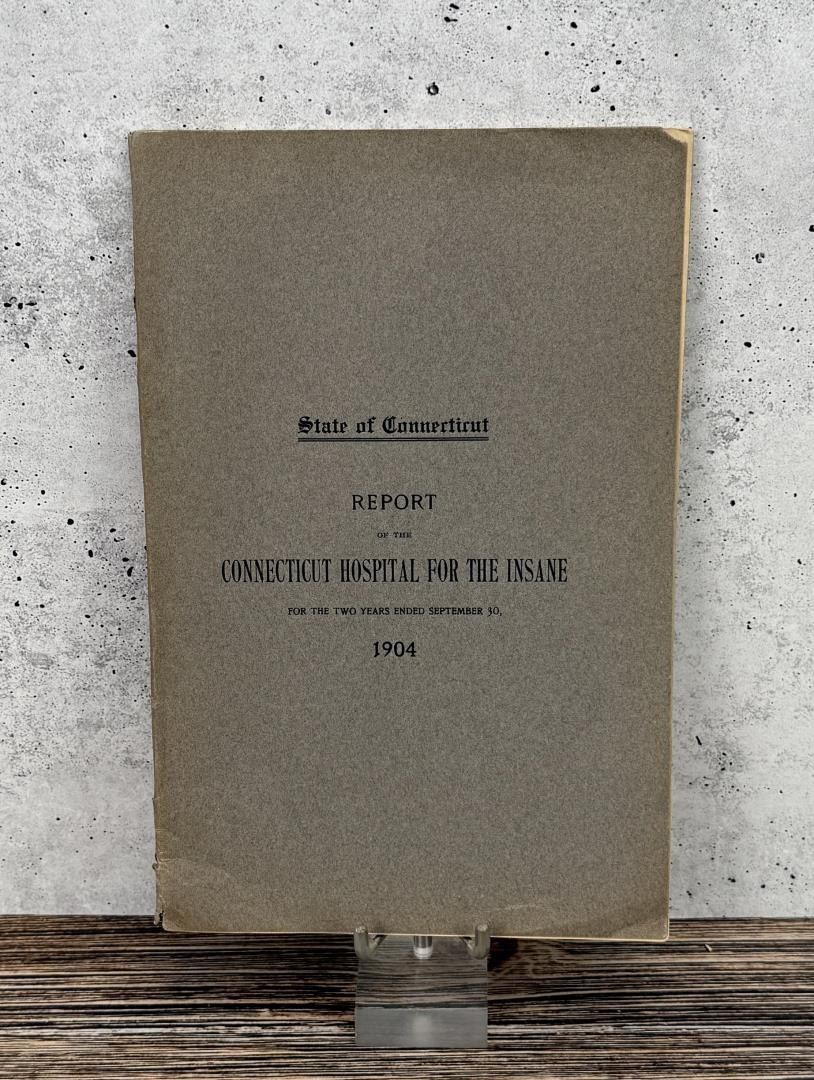 State of Connecticut
REPORT
OF THE
CONNECTICUT HOSPITAL FOR THE INSANE
FOR THE TWO YEARS ENDED SEPTEMBER 30,
1904